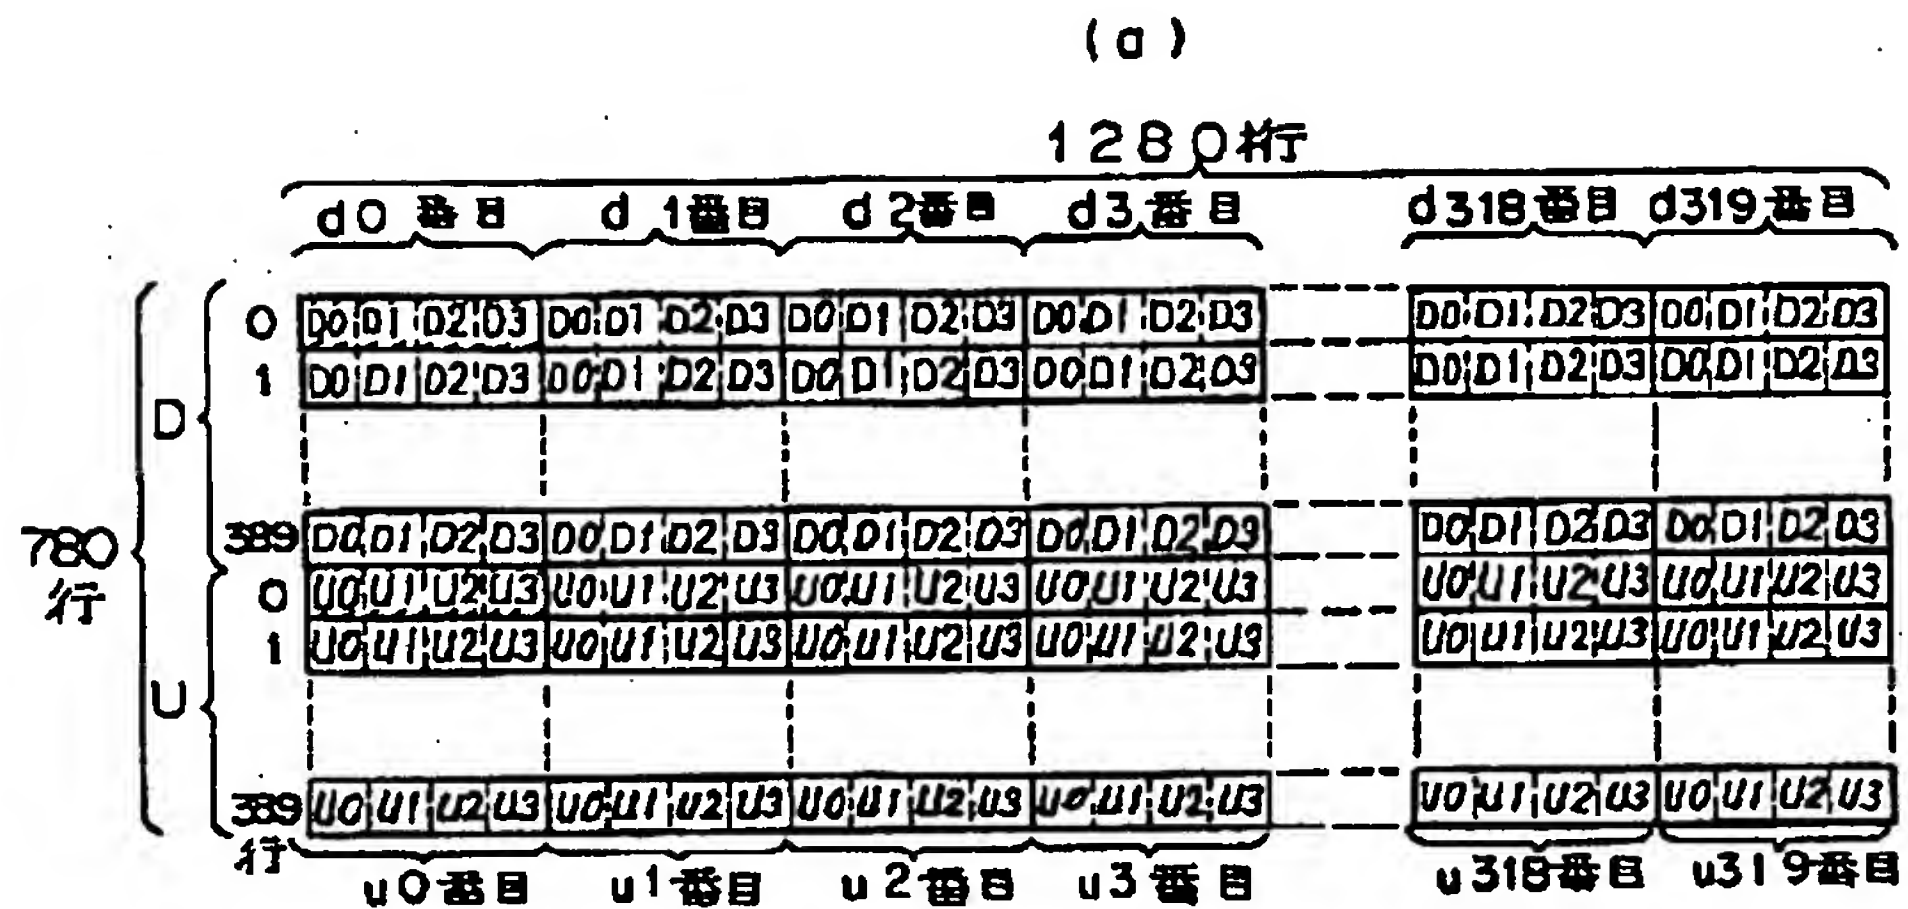 (a)
1280桁
d0番目 d1番目 d2番目 d3番目 d318番目 d319番目
0 D0 D1 D2 D3 D0 D1 D2 D3 D0 D1 D2 D3 D0 D1 D2 D3 D0 D1 D2 D3 D0 D1 D2 D3
1 D0 D1 D2 D3 D0 D1 D2 D3 D0 D1 D2 D3 D0 D1 D2 D3 D0 D1 D2 D3 D0 D1 D2 D3
D
389 D0 D1 D2 D3 D0 D1 D2 D3 D0 D1 D2 D3 D0 D1 D2 D3 D0 D1 D2 D3 D0 D1 D2 D3
780
行
0 U0 U1 U2 U3 U0 U1 U2 U3 U0 U1 U2 U3 U0 U1 U2 U3 U0 U1 U2 U3 U0 U1 U2 U3
1 U0 U1 U2 U3 U0 U1 U2 U3 U0 U1 U2 U3 U0 U1 U2 U3 U0 U1 U2 U3 U0 U1 U2 U3
U
389 U0 U1 U2 U3 U0 U1 U2 U3 U0 U1 U2 U3 U0 U1 U2 U3 U0 U1 U2 U3 U0 U1 U2 U3
行
u0番目 u1番目 u2番目 u3番目 u318番目 u319番目